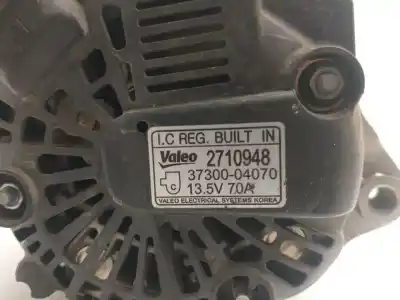 I.C REG. BUILT IN
Valeo 2710948
37300-04070
C
13.5V 70A
VALEO ELECTRICAL SYSTEMS KOREA